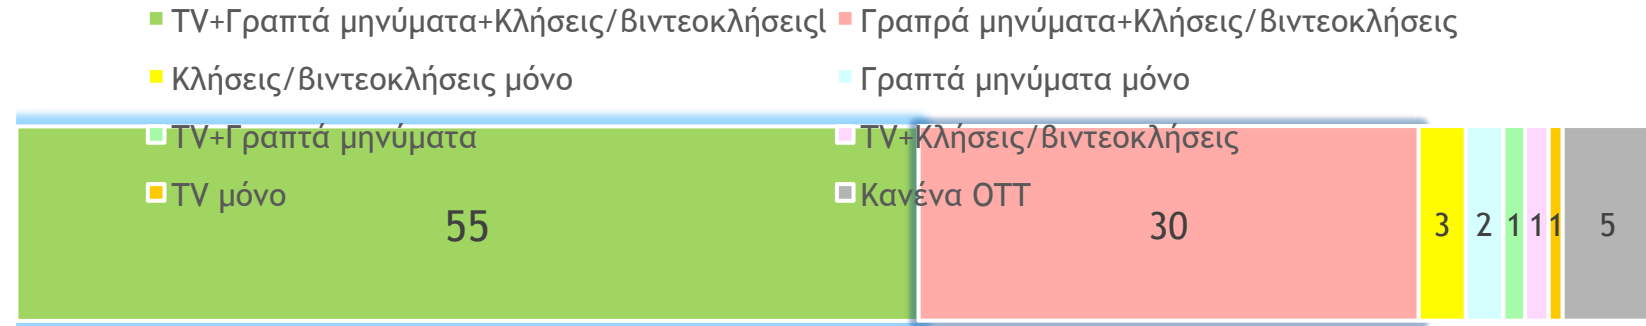 TV+Γραπτά μηνύματα+Κλήσεις/βιντεοκλήσειςl Γραπρά μηνύματα+Κλήσεις/βιντεοκλήσεις
Κλήσεις/βιντεοκλήσεις μόνο Γραπτά μηνύματα μόνο
TV+Γραπτά μηνύματα TV+Κλήσεις/βιντεοκλήσεις
TV μόνο Κανένα ΟΤΤ
55 30 3 2 1 1 1 5